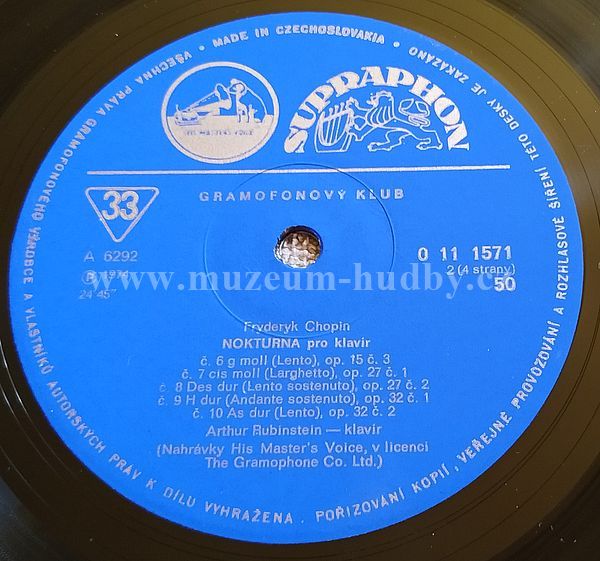 VŠECHNA PRÁVA GRAMOFONOVÉHO VÝROBCE A VLASTNÍKŮ AUTORSKÝCH PRÁV K DÍLU VYHRAŽENA . POŘIZOVÁNÍ KOPIÍ, VEŘEJNÉ PROVOZOVÁNÍ A ROZHLASOVÉ ŠÍŘENÍ TÉTO DESKY JE ZAKÁZÁNO
• MADE IN CZECHOSLOVAKIA •
HIS MASTER'S VOICE
SUPRAPHON
33
GRAMOFONOVÝ KLUB
A 6292
Ⓟ 1974
24'45"
0 11 1571
2 (4 strany)
50
www.muzeum-hudby.cz
Fryderyk Chopin
NOKTURNA pro klavír
č. 6 g moll (Lento), op. 15 č. 3
č. 7 cis moll (Larghetto), op. 27 č. 1
č. 8 Des dur (Lento sostenuto), op. 27 č. 2
č. 9 H dur (Andante sostenuto), op. 32 č. 1
č. 10 As dur (Lento), op. 32 č. 2
Arthur Rubinstein — klavír
(Nahrávky His Master's Voice, v licenci
The Gramophone Co. Ltd.)